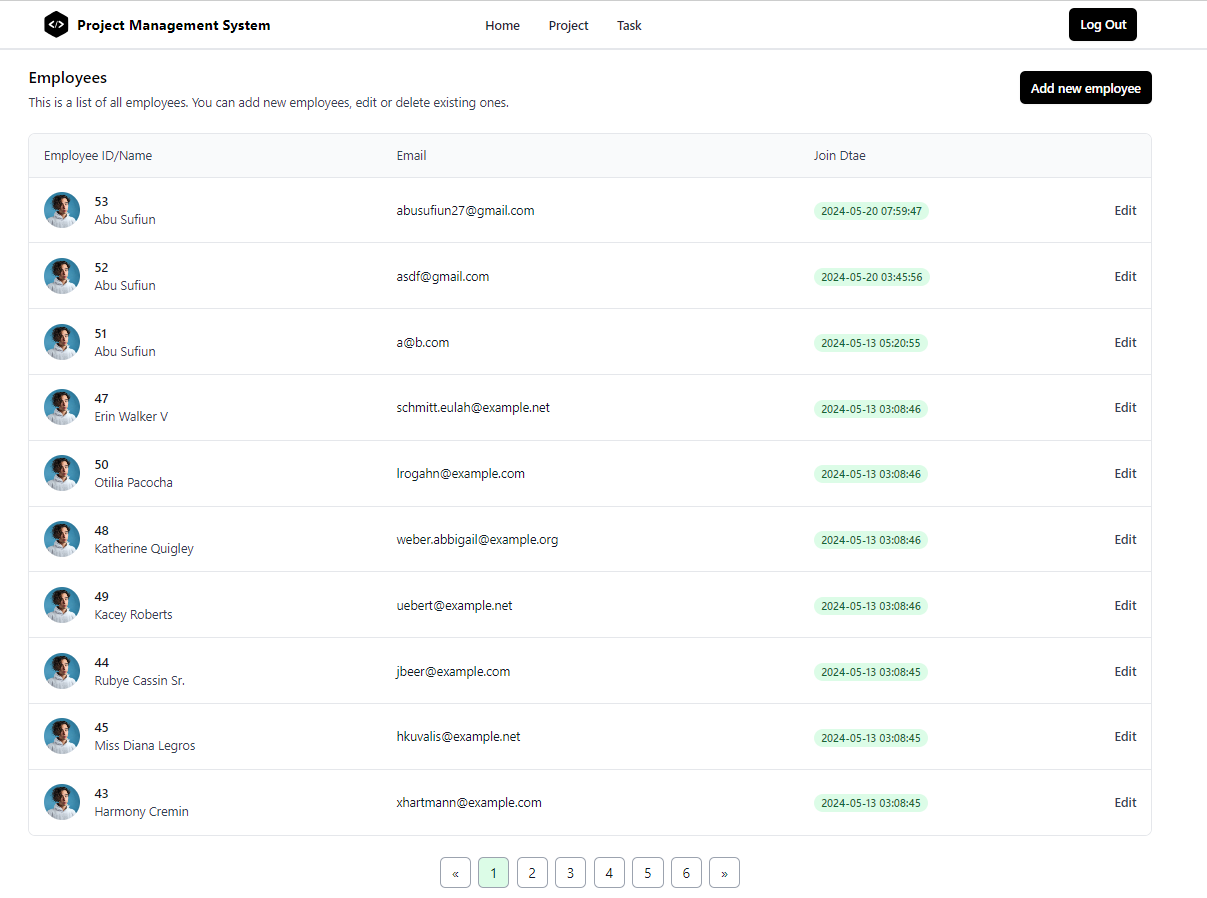 </> Project Management System Home Project Task Log Out
Employees
Add new employee
This is a list of all employees. You can add new employees, edit or delete existing ones.
Employee ID/Name Email Join Dtae
53
Abu Sufiun abusufiun27@gmail.com 2024-05-20 07:59:47 Edit
52
Abu Sufiun asdf@gmail.com 2024-05-20 03:45:56 Edit
51
Abu Sufiun a@b.com 2024-05-13 05:20:55 Edit
47
Erin Walker V schmitt.eulah@example.net 2024-05-13 03:08:46 Edit
50
Otilia Pacocha lrogahn@example.com 2024-05-13 03:08:46 Edit
48
Katherine Quigley weber.abbigail@example.org 2024-05-13 03:08:46 Edit
49
Kacey Roberts uebert@example.net 2024-05-13 03:08:46 Edit
44
Rubye Cassin Sr. jbeer@example.com 2024-05-13 03:08:45 Edit
45
Miss Diana Legros hkuvalis@example.net 2024-05-13 03:08:45 Edit
43
Harmony Cremin xhartmann@example.com 2024-05-13 03:08:45 Edit
« 1 2 3 4 5 6 »